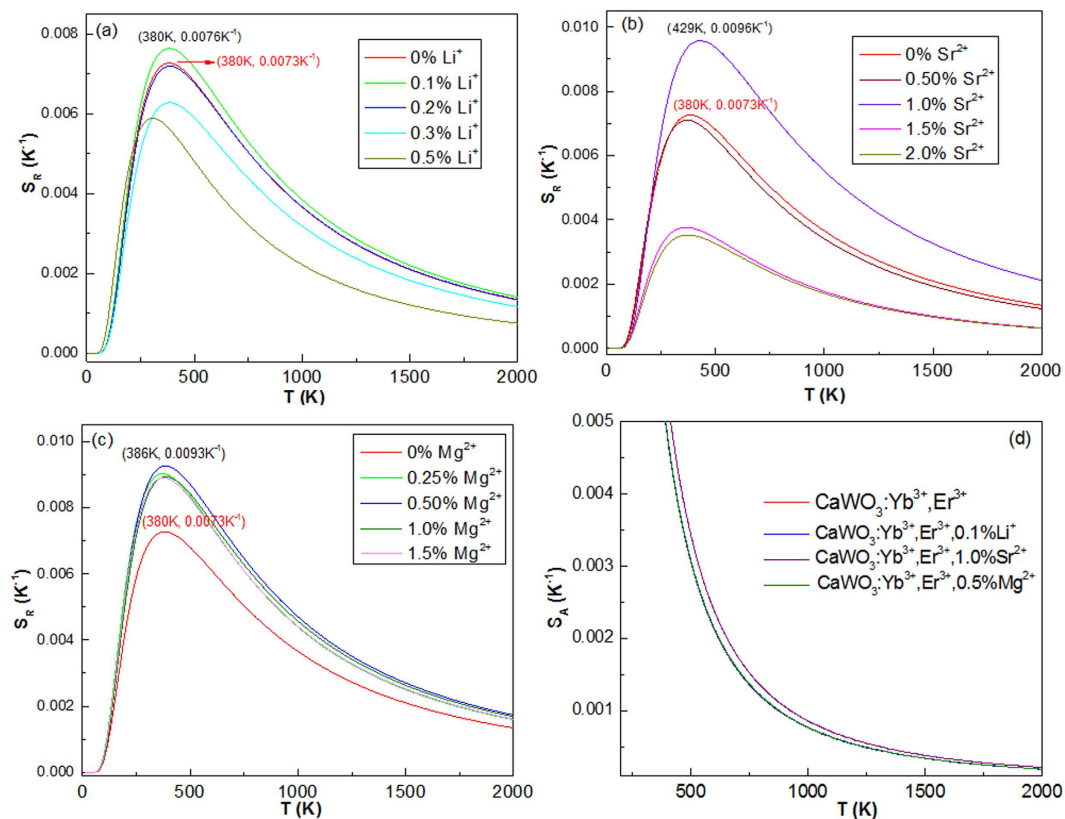 (a)
(380K, 0.0076K⁻¹)
(380K, 0.0073K⁻¹)
0% Li⁺
0.1% Li⁺
0.2% Li⁺
0.3% Li⁺
0.5% Li⁺
0.008
0.006
0.004
0.002
0.000
S_R (K⁻¹)
0 500 1000 1500 2000
T (K)
(b)
(429K, 0.0096K⁻¹)
(380K, 0.0073K⁻¹)
0% Sr²⁺
0.50% Sr²⁺
1.0% Sr²⁺
1.5% Sr²⁺
2.0% Sr²⁺
0.010
0.008
0.006
0.004
0.002
0.000
S_R (K⁻¹)
0 500 1000 1500 2000
T (K)
(c)
(386K, 0.0093K⁻¹)
(380K, 0.0073K⁻¹)
0% Mg²⁺
0.25% Mg²⁺
0.50% Mg²⁺
1.0% Mg²⁺
1.5% Mg²⁺
0.010
0.008
0.006
0.004
0.002
0.000
S_R (K⁻¹)
0 500 1000 1500 2000
T (K)
(d)
CaWO₃:Yb³⁺,Er³⁺
CaWO₃:Yb³⁺,Er³⁺,0.1%Li⁺
CaWO₃:Yb³⁺,Er³⁺,1.0%Sr²⁺
CaWO₃:Yb³⁺,Er³⁺,0.5%Mg²⁺
0.005
0.004
0.003
0.002
0.001
S_A (K⁻¹)
500 1000 1500 2000
T (K)